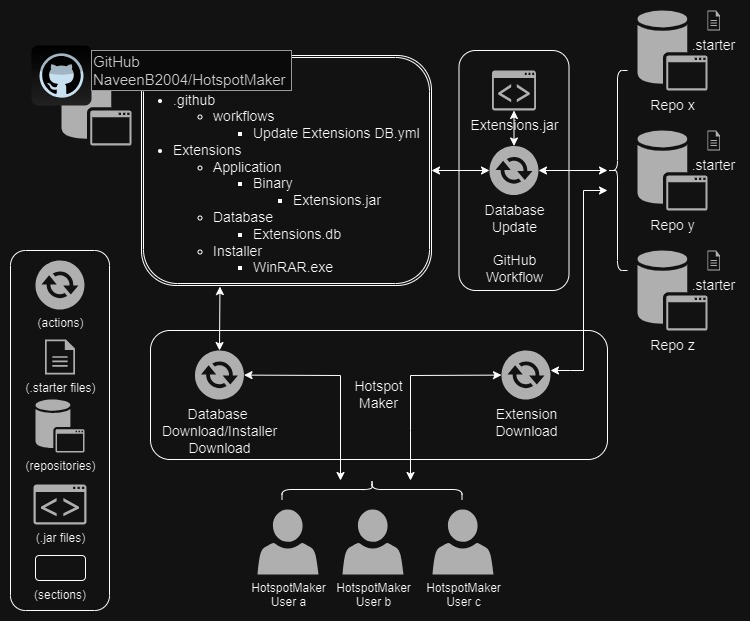 GitHub
NaveenB2004/HotspotMaker
.github
workflows
Update Extensions DB.yml
Extensions
Application
Binary
Extensions.jar
Database
Extensions.db
Installer
WinRAR.exe
Extensions.jar
Database
Update
GitHub
Workflow
.starter
Repo x
.starter
Repo y
.starter
Repo z
(actions)
(.starter files)
(repositories)
(.jar files)
(sections)
Database
Download/Installer
Download
Hotspot
Maker
Extension
Download
HotspotMaker
User a
HotspotMaker
User b
HotspotMaker
User c